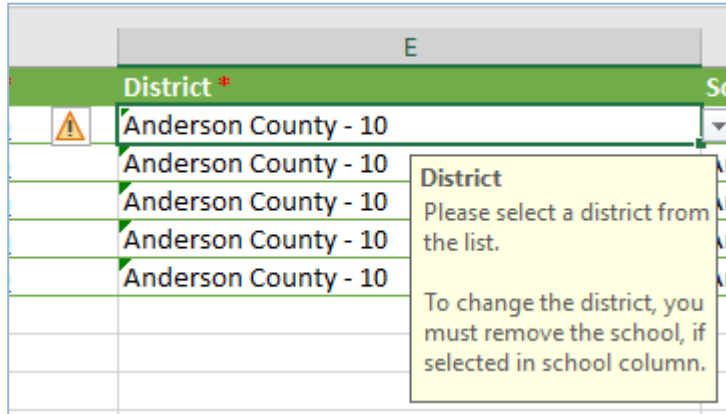 E
District *
Anderson County - 10
Anderson County - 10
Anderson County - 10
Anderson County - 10
Anderson County - 10
District
Please select a district from
the list.
To change the district, you
must remove the school, if
selected in school column.